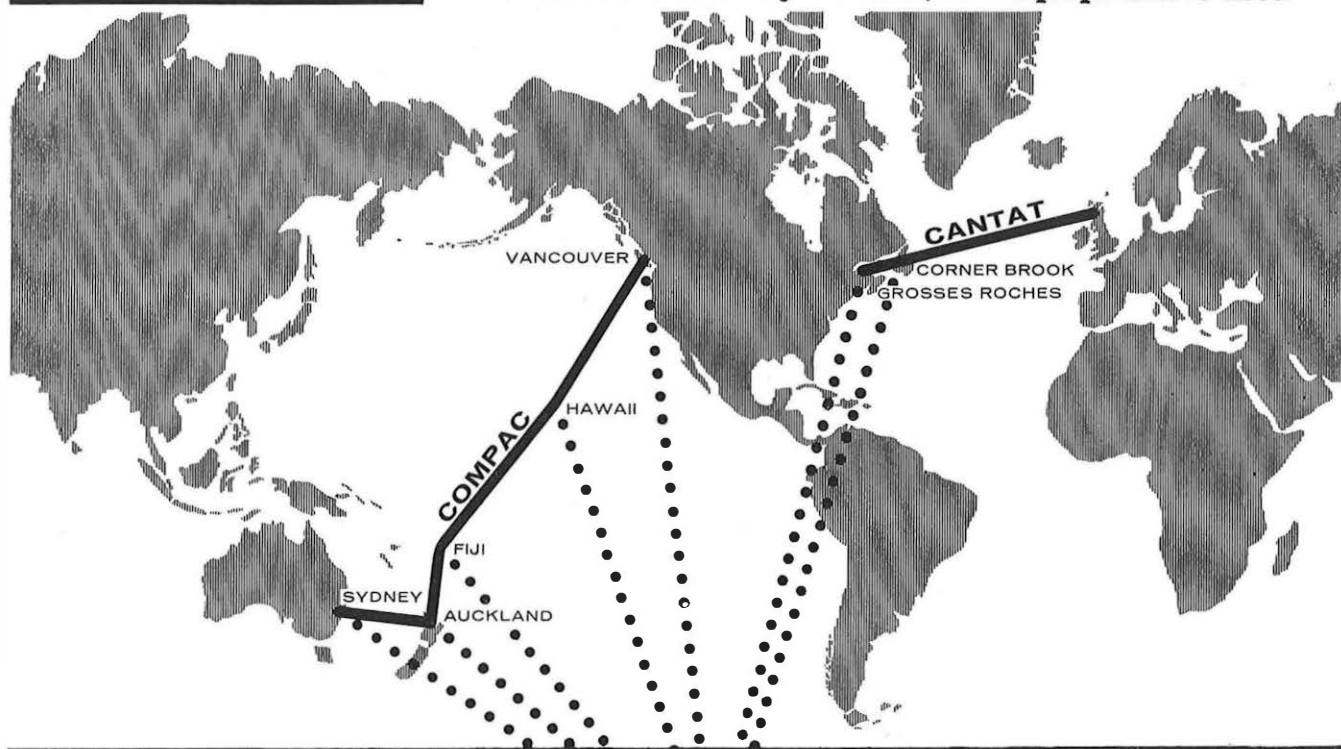 VANCOUVER
CANTAT
CORNER BROOK
GROSSES ROCHES
HAWAII
COMPAC
FIJI
SYDNEY
AUCKLAND